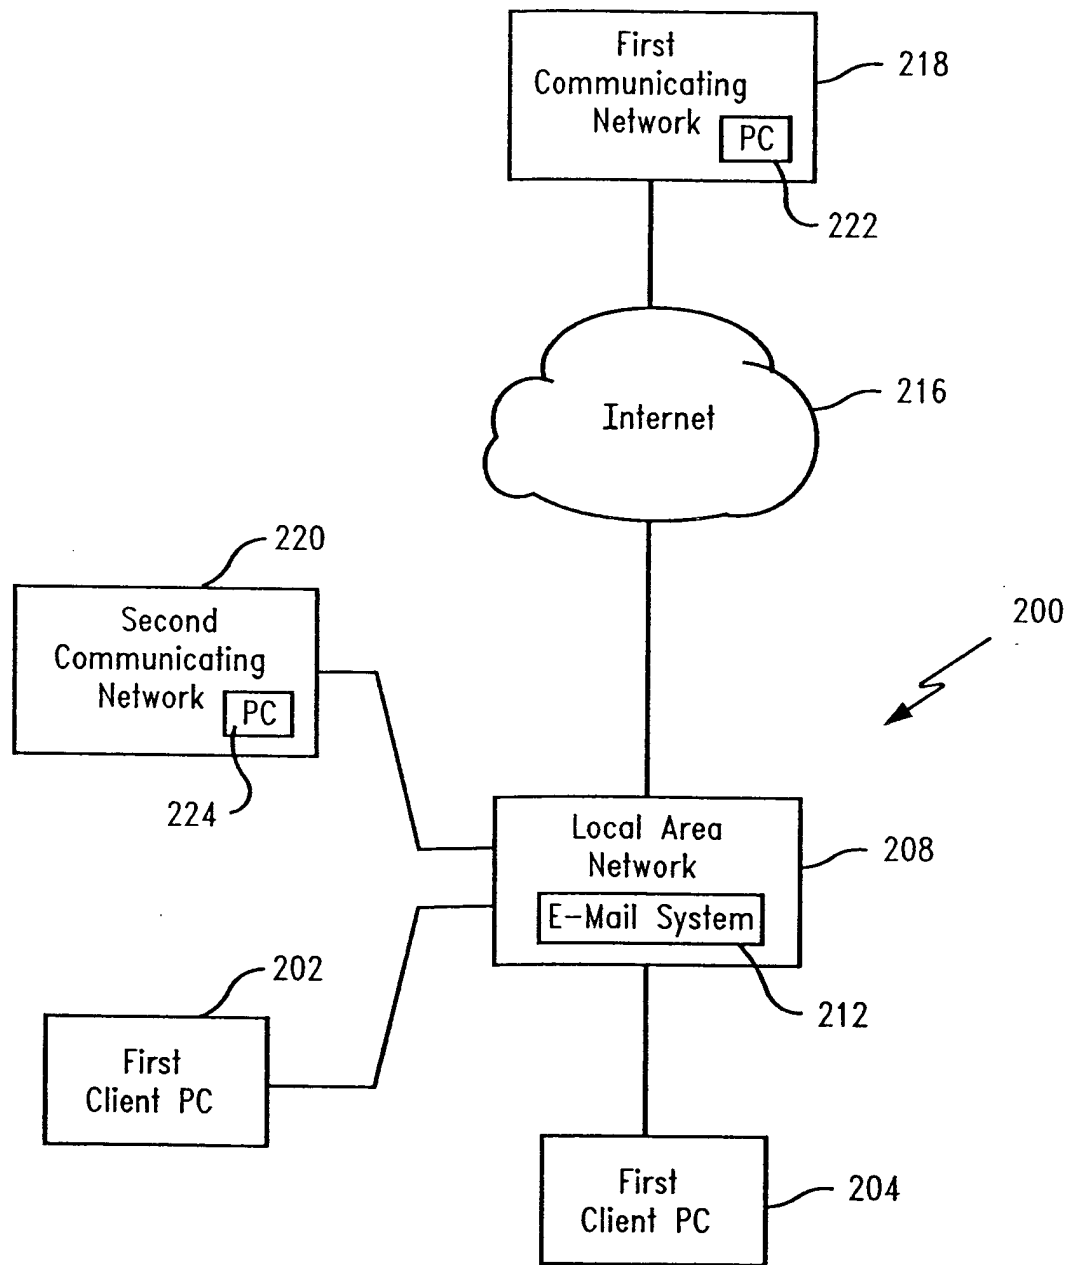 First
Communicating
Network
PC
218
222
Internet
216
220
Second
Communicating
Network
PC
224
200
Local Area
Network
E-Mail System
208
212
202
First
Client PC
First
Client PC
204